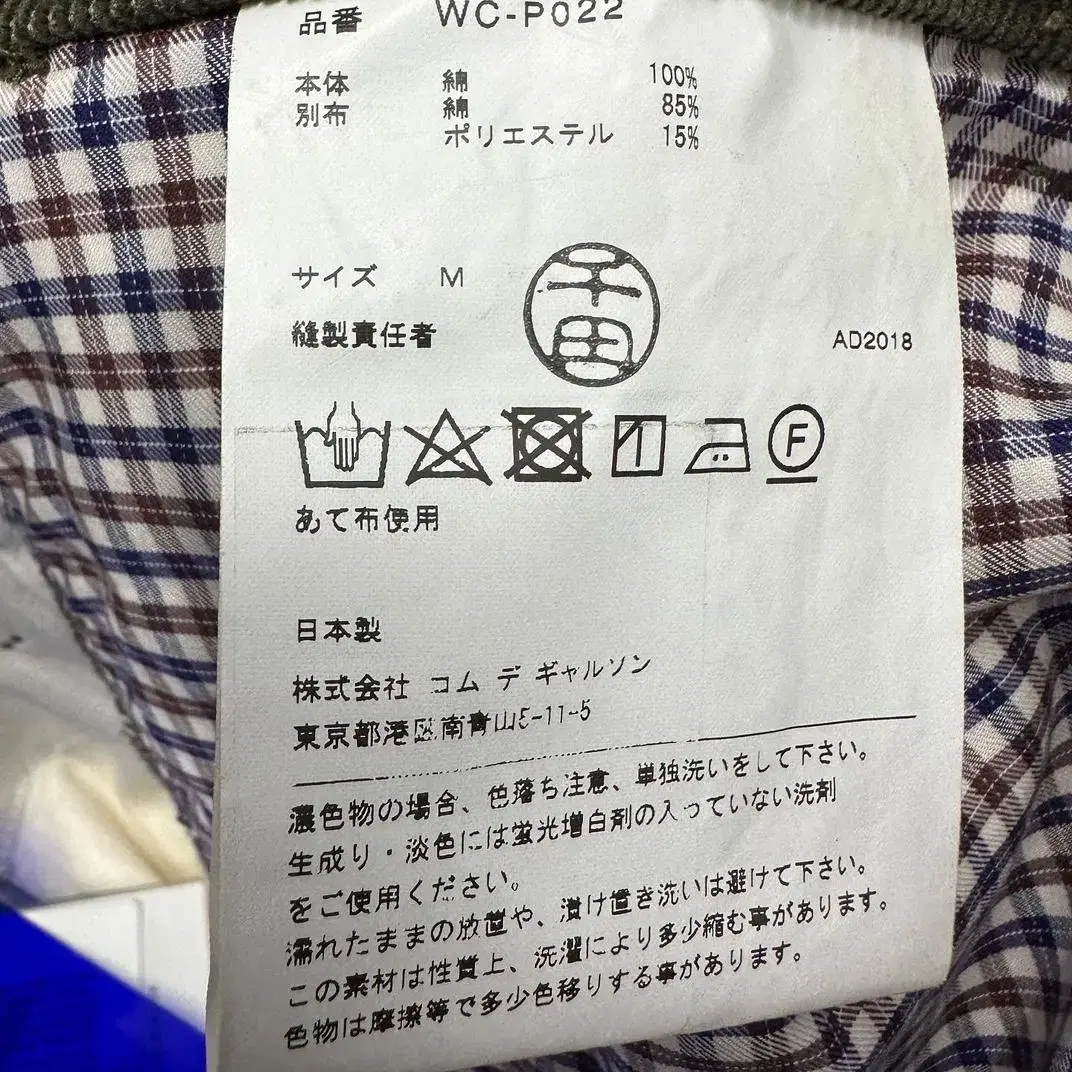 品番 WC-P022
本体 綿 100%
別布 綿 85%
ポリエステル 15%
サイズ M
千田
縫製責任者
AD2018
F
あて布使用
日本製
株式会社 コム デ ギャルソン
東京都港区南青山5-11-5
濃色物の場合、色落ち注意、単独洗いをして下さい。
生成り・淡色には蛍光増白剤の入っていない洗剤
をご使用ください。
濡れたままの放置や、漬け置き洗いは避けて下さい。
この素材は性質上、洗濯により多少縮む事があります。
色物は摩擦等で多少色移りする事があります。